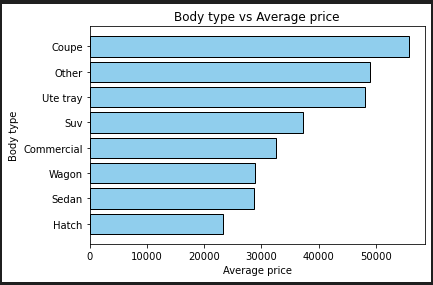 Body type vs Average price
Body type
Coupe
Other
Ute tray
Suv
Commercial
Wagon
Sedan
Hatch
0 10000 20000 30000 40000 50000
Average price